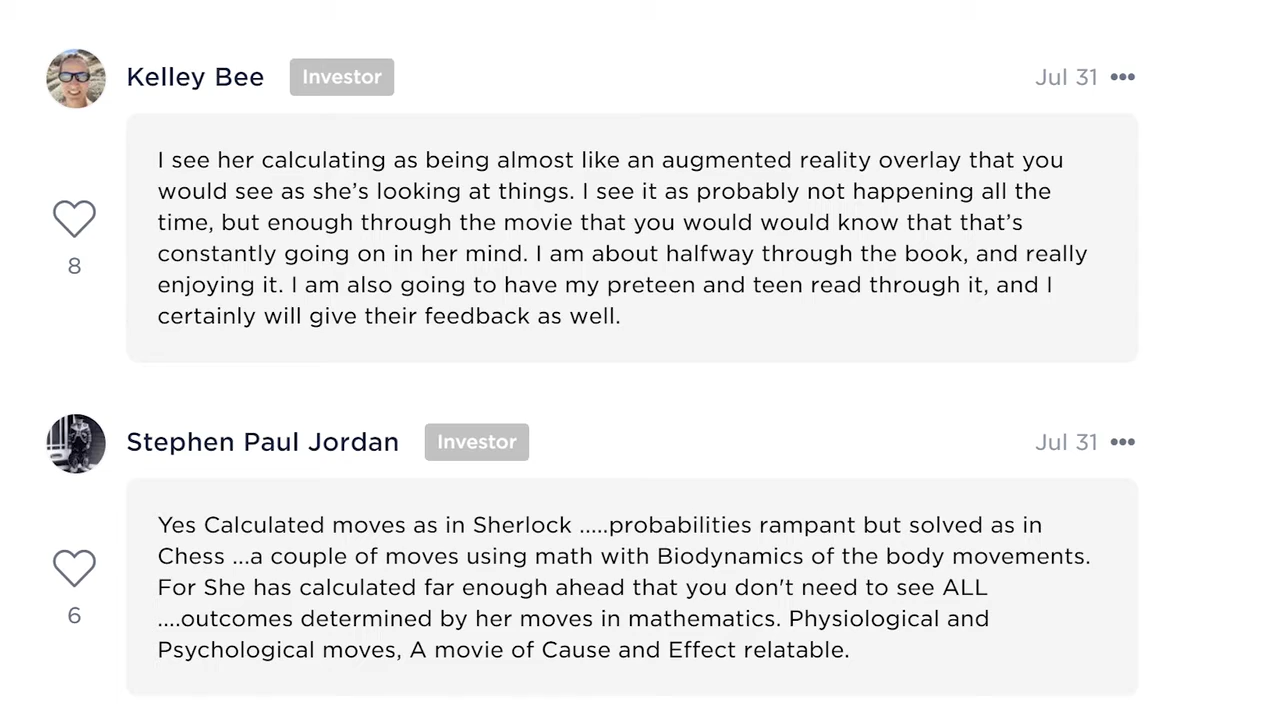 Kelley Bee Investor Jul 31
I see her calculating as being almost like an augmented reality overlay that you
would see as she’s looking at things. I see it as probably not happening all the
time, but enough through the movie that you would would know that that’s
constantly going on in her mind. I am about halfway through the book, and really
enjoying it. I am also going to have my preteen and teen read through it, and I
certainly will give their feedback as well.
8
Stephen Paul Jordan Investor Jul 31
Yes Calculated moves as in Sherlock .....probabilities rampant but solved as in
Chess ...a couple of moves using math with Biodynamics of the body movements.
For She has calculated far enough ahead that you don't need to see ALL
....outcomes determined by her moves in mathematics. Physiological and
Psychological moves, A movie of Cause and Effect relatable.
6